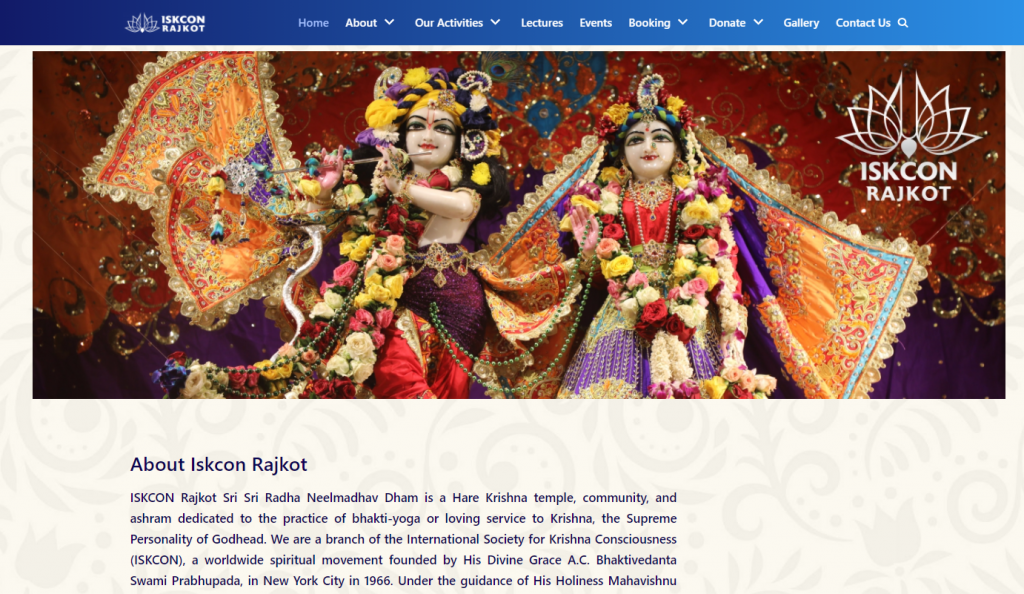 ISKCON
RAJKOT
Home About Our Activities Lectures Events Booking Donate Gallery Contact Us
ISKCON
RAJKOT
About Iskcon Rajkot
ISKCON Rajkot Sri Sri Radha Neelmadhav Dham is a Hare Krishna temple, community, and
ashram dedicated to the practice of bhakti-yoga or loving service to Krishna, the Supreme
Personality of Godhead. We are a branch of the International Society for Krishna Consciousness
(ISKCON), a worldwide spiritual movement founded by His Divine Grace A.C. Bhaktivedanta
Swami Prabhupada, in New York City in 1966. Under the guidance of His Holiness Mahavishnu